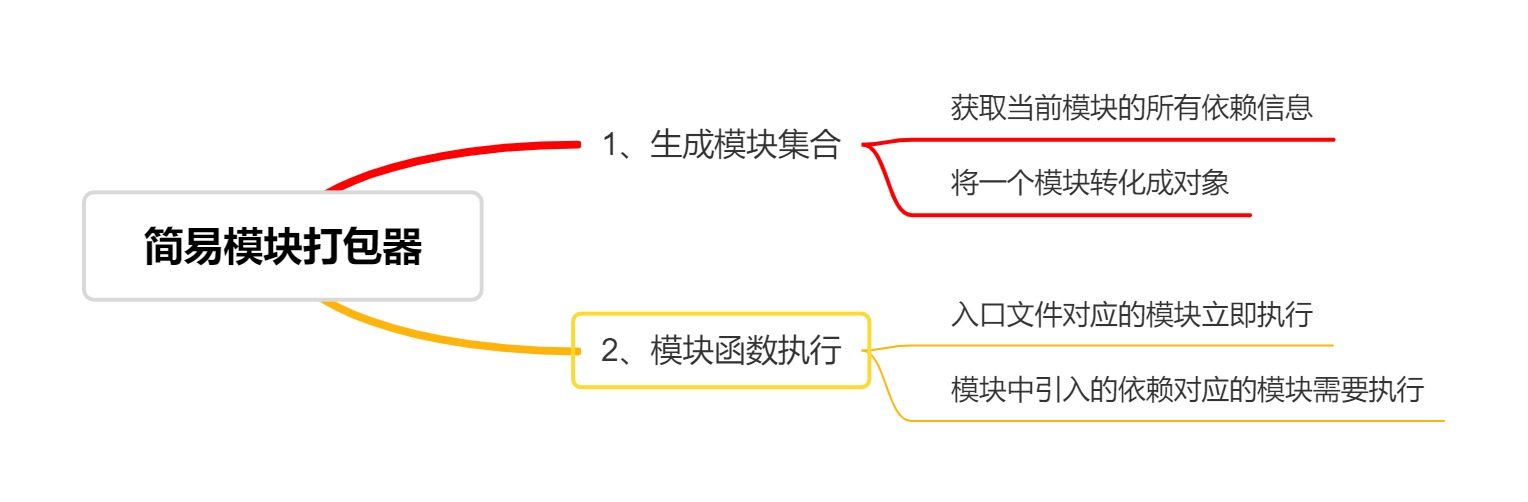 简易模块打包器
1、生成模块集合
获取当前模块的所有依赖信息
将一个模块转化成对象
2、模块函数执行
入口文件对应的模块立即执行
模块中引入的依赖对应的模块需要执行